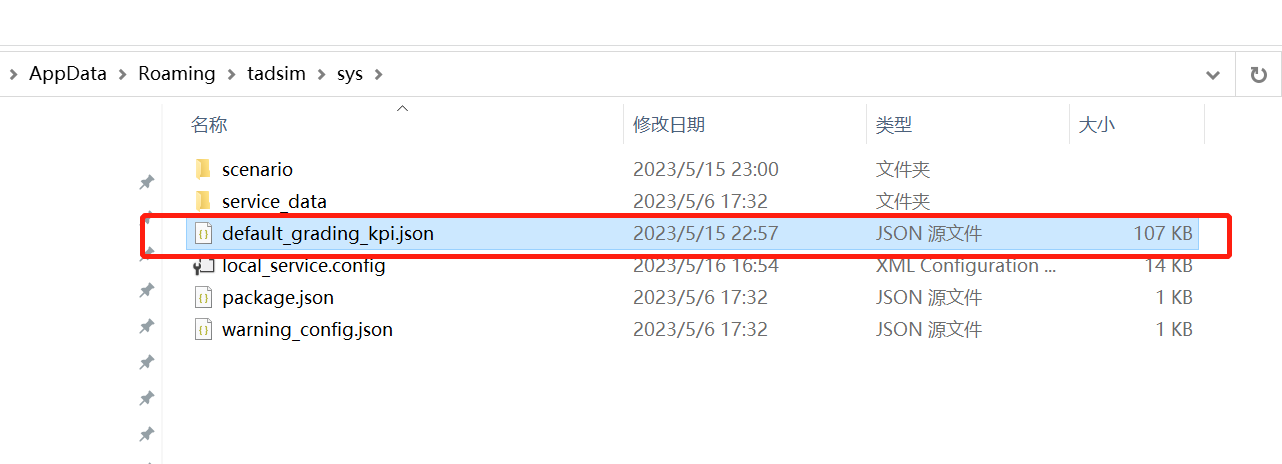 AppData Roaming tadsim sys
名称 修改日期 类型 大小
scenario 2023/5/15 23:00 文件夹
service_data 2023/5/6 17:32 文件夹
default_grading_kpi.json 2023/5/15 22:57 JSON 源文件 107 KB
local_service.config 2023/5/16 16:54 XML Configuration ... 14 KB
package.json 2023/5/6 17:32 JSON 源文件 1 KB
warning_config.json 2023/5/6 17:32 JSON 源文件 1 KB